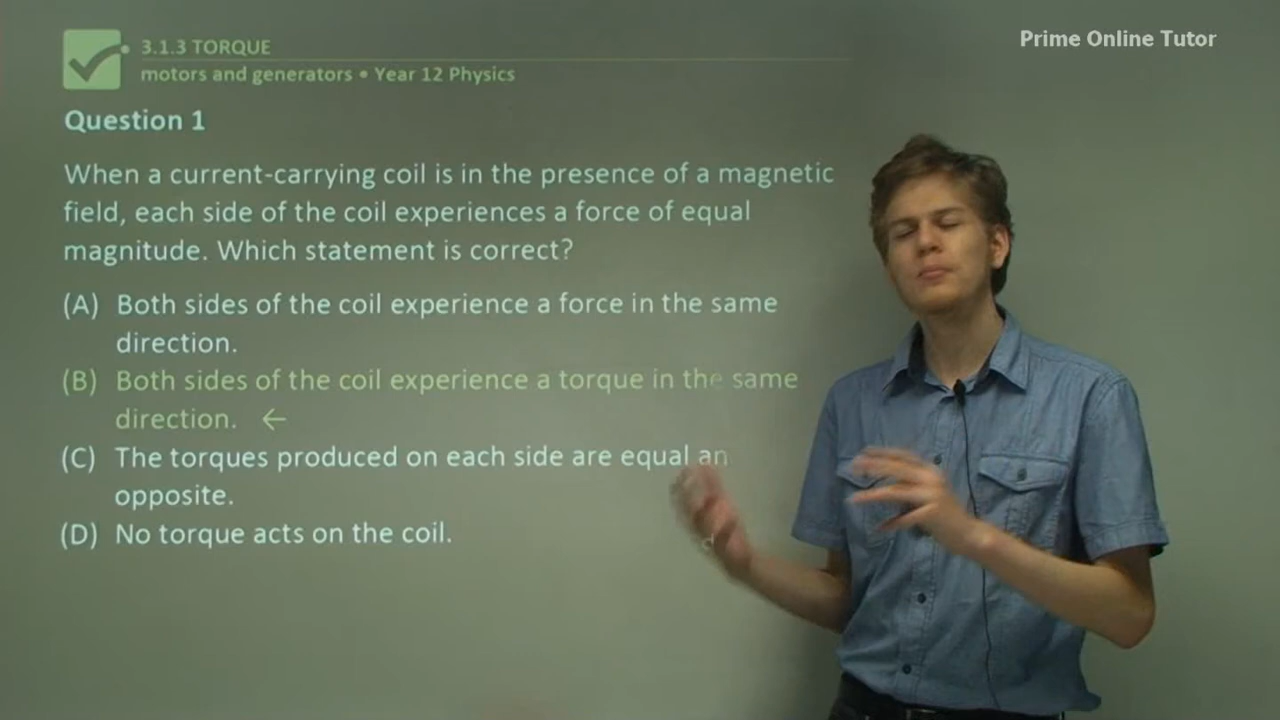 3.1.3 TORQUE
motors and generators • Year 12 Physics
Prime Online Tutor
Question 1
When a current-carrying coil is in the presence of a magnetic
field, each side of the coil experiences a force of equal
magnitude. Which statement is correct?
(A) Both sides of the coil experience a force in the same
direction.
(B) Both sides of the coil experience a torque in the same
direction. ←
(C) The torques produced on each side are equal an
opposite.
(D) No torque acts on the coil.